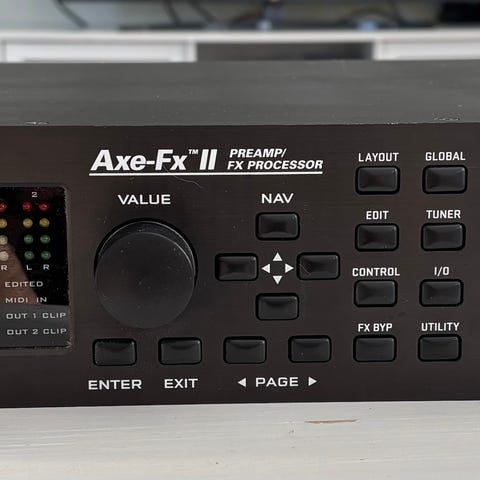 Axe-Fx™ II PREAMP/
FX PROCESSOR
LAYOUT GLOBAL
VALUE NAV
2
EDIT TUNER
R L R
CONTROL I/O
EDITED
MIDI IN
OUT 1 CLIP
OUT 2 CLIP
FX BYP UTILITY
ENTER EXIT ◀ PAGE ▶